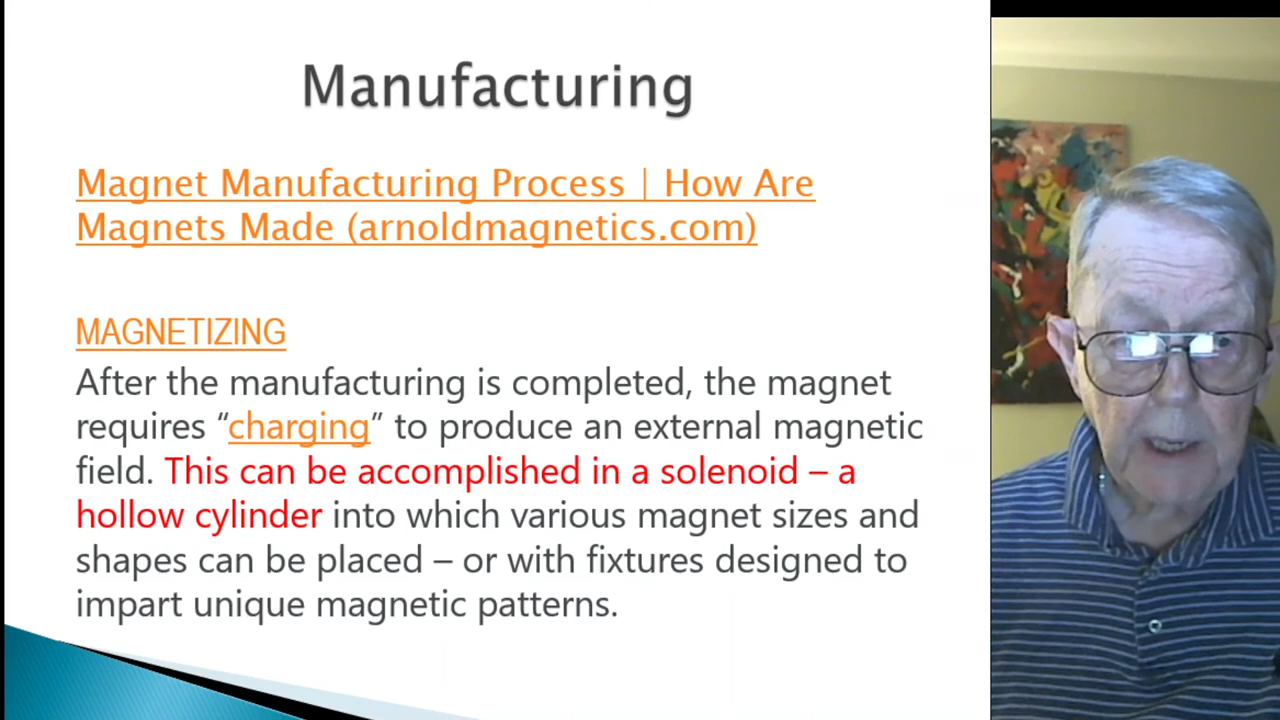 Manufacturing
Magnet Manufacturing Process | How Are
Magnets Made (arnoldmagnetics.com)
MAGNETIZING
After the manufacturing is completed, the magnet
requires “charging” to produce an external magnetic
field. This can be accomplished in a solenoid – a
hollow cylinder into which various magnet sizes and
shapes can be placed – or with fixtures designed to
impart unique magnetic patterns.